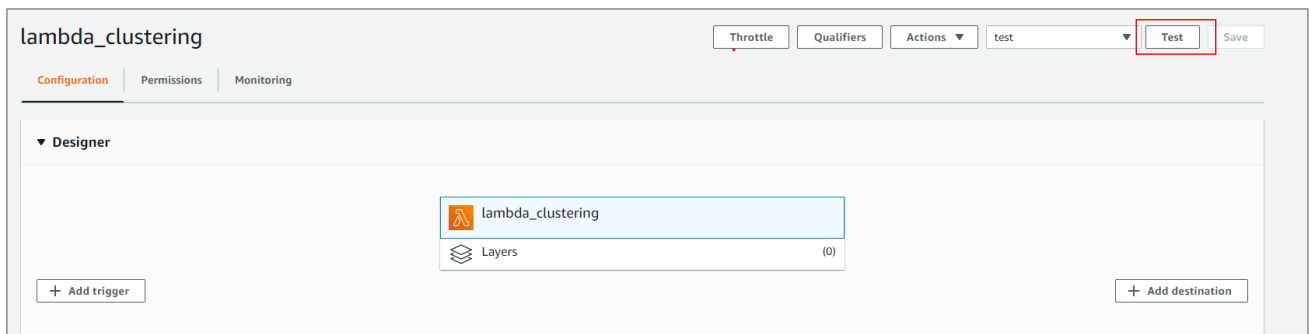 lambda_clustering
Throttle Qualifiers Actions test Test Save
Configuration Permissions Monitoring
Designer
lambda_clustering
Layers (0)
+ Add trigger
+ Add destination